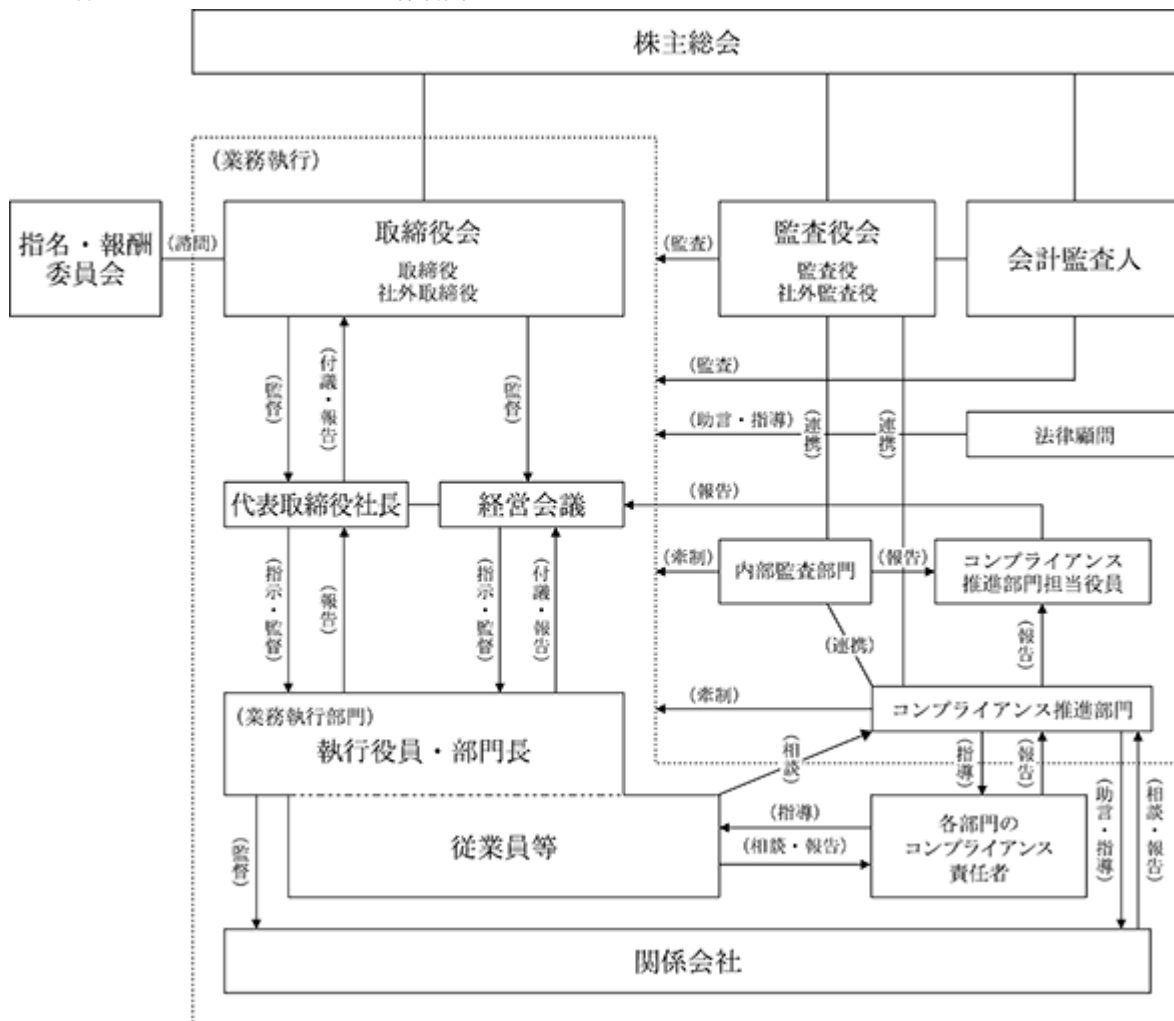 株主総会
(業務執行)
指名・報酬
委員会
(諮問)
取締役会
取締役
社外取締役
(監査)
監査役会
監査役
社外監査役
会計監査人
(監督)
(付議・報告)
(監督)
(監査)
(助言・指導)
(連携)
(連携)
法律顧問
代表取締役社長
経営会議
(報告)
(牽制)
内部監査部門
(報告)
コンプライアンス
推進部門担当役員
(指示・監督)
(報告)
(指示・監督)
(付議・報告)
(連携)
(報告)
(牽制)
コンプライアンス推進部門
(業務執行部門)
執行役員・部門長
(相談)
(指導)
(報告)
(助言・指導)
(相談・報告)
(監督)
従業員等
(指導)
(相談・報告)
各部門の
コンプライアンス
責任者
関係会社